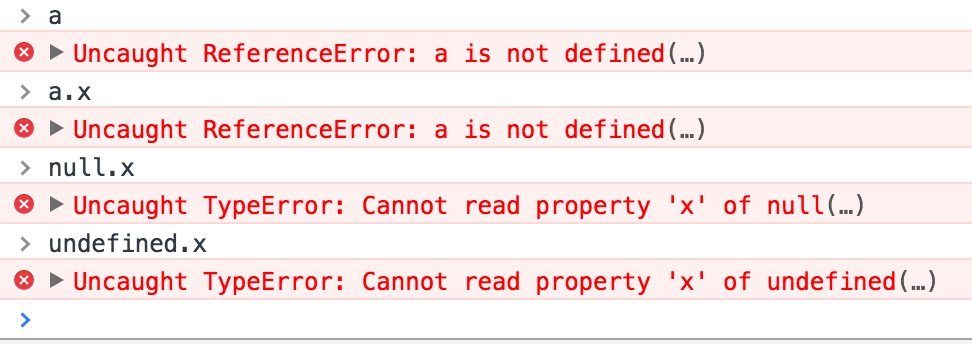 > a
Uncaught ReferenceError: a is not defined(…)
> a.x
Uncaught ReferenceError: a is not defined(…)
> null.x
Uncaught TypeError: Cannot read property 'x' of null(…)
> undefined.x
Uncaught TypeError: Cannot read property 'x' of undefined(…)
>